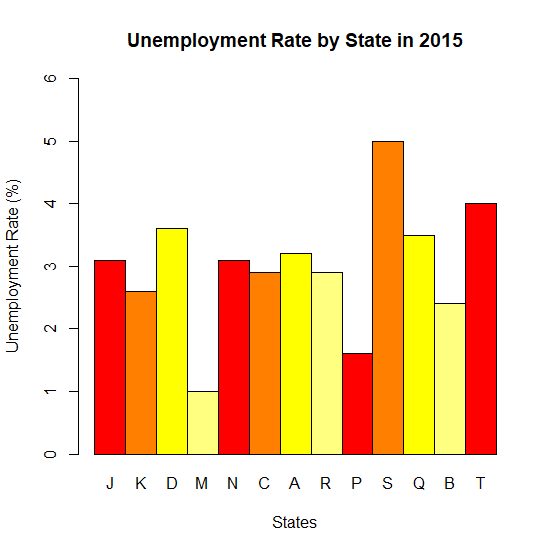 Unemployment Rate by State in 2015
Unemployment Rate (%)
6
5
4
3
2
1
0
J K D M N C A R P S Q B T
States